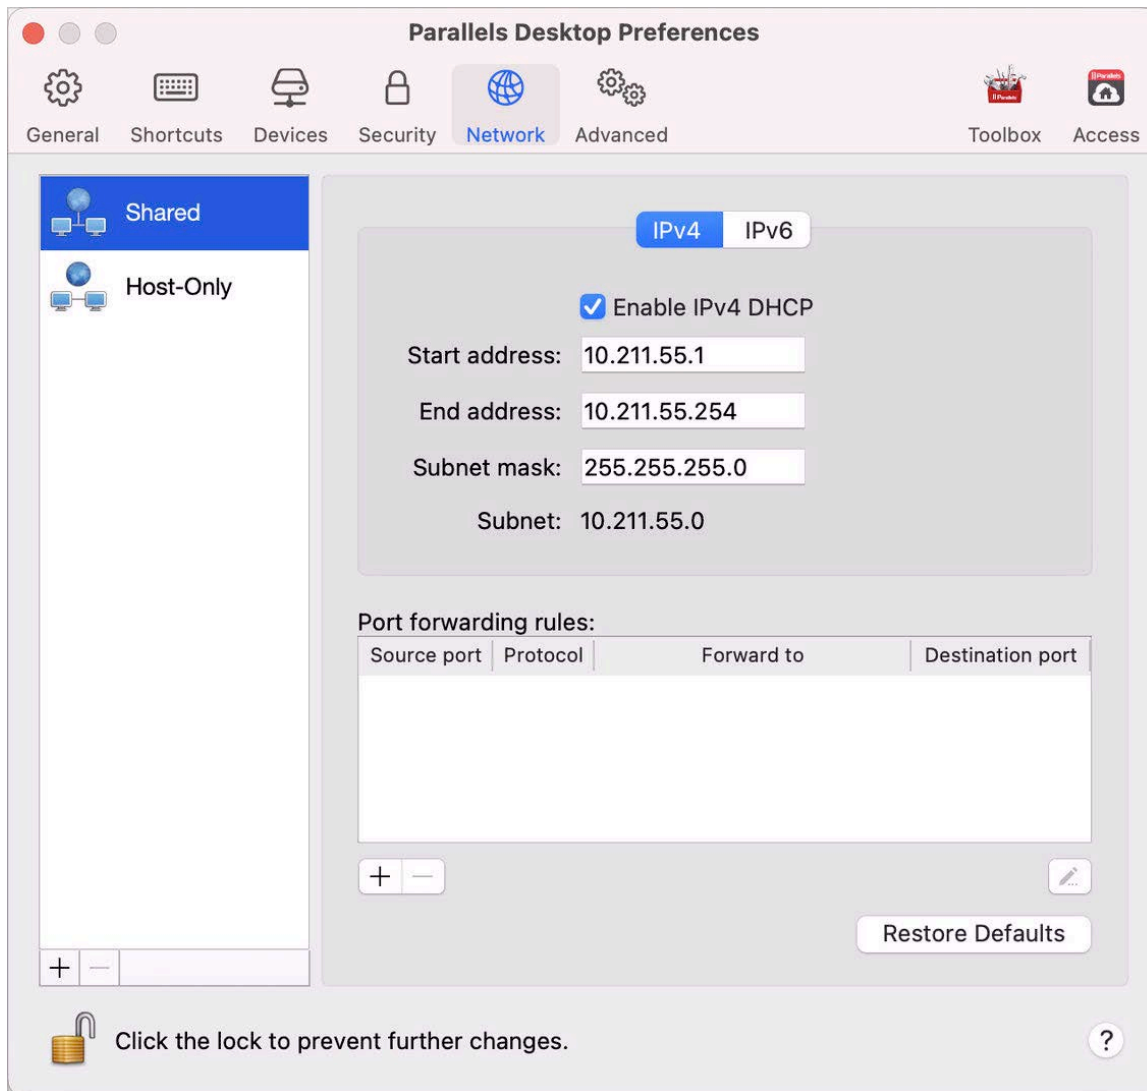 Parallels Desktop Preferences
General Shortcuts Devices Security Network Advanced Toolbox Access
Shared
Host-Only
IPv4 IPv6
Enable IPv4 DHCP
Start address: 10.211.55.1
End address: 10.211.55.254
Subnet mask: 255.255.255.0
Subnet: 10.211.55.0
Port forwarding rules:
Source port Protocol Forward to Destination port
Restore Defaults
Click the lock to prevent further changes.
?